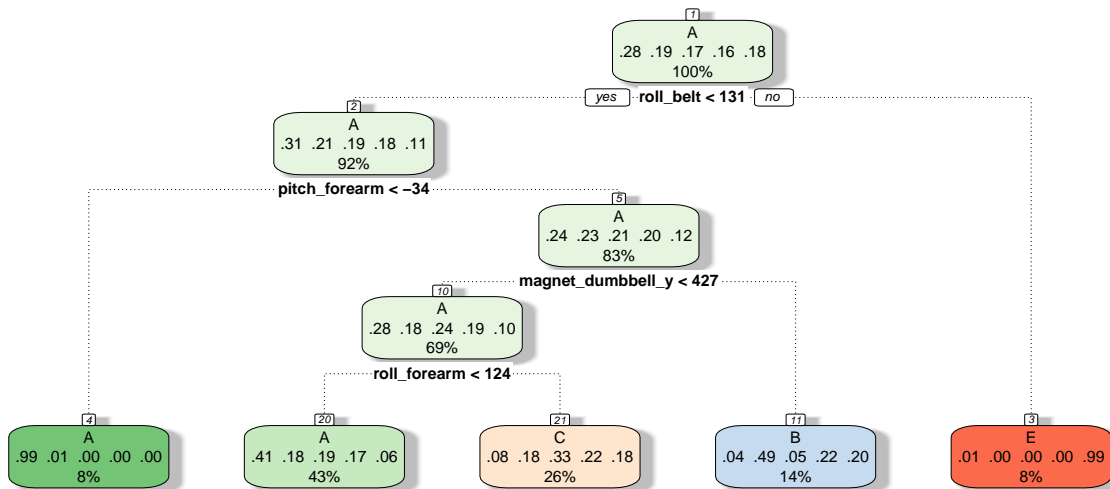 1
A
.28 .19 .17 .16 .18
100%
yes roll_belt < 131 no
2
A
.31 .21 .19 .18 .11
92%
pitch_forearm < −34
5
A
.24 .23 .21 .20 .12
83%
magnet_dumbbell_y < 427
10
A
.28 .18 .24 .19 .10
69%
roll_forearm < 124
4
A
.99 .01 .00 .00 .00
8%
20
A
.41 .18 .19 .17 .06
43%
21
C
.08 .18 .33 .22 .18
26%
11
B
.04 .49 .05 .22 .20
14%
3
E
.01 .00 .00 .00 .99
8%